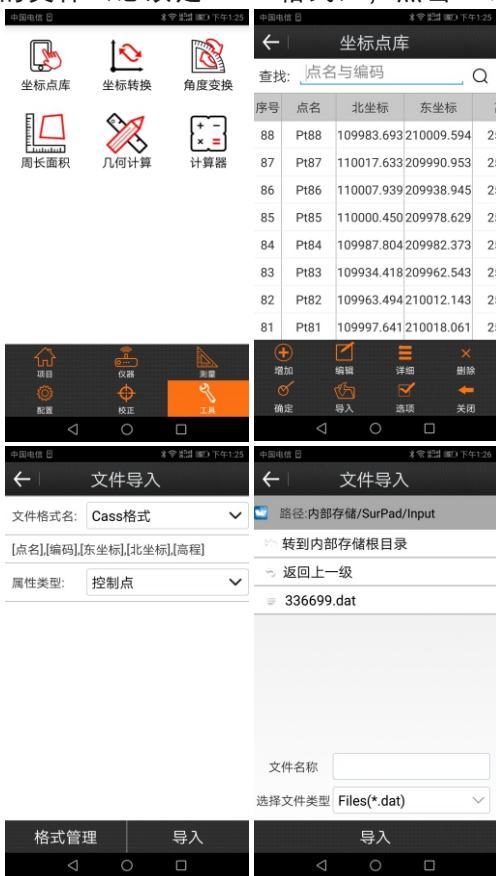 中国电信 下午1:25
坐标点库 坐标转换 角度变换
周长面积 几何计算 计算器
项目 仪器 测量
配置 校正 工具
中国电信 下午1:25
坐标点库
查找: 点名与编码
序号 点名 北坐标 东坐标
88 Pt88 109983.693 210009.594 25
87 Pt87 110017.633 209990.953 25
86 Pt86 110007.939 209938.945 25
85 Pt85 110000.450 209978.629 25
84 Pt84 109987.804 209982.373 25
83 Pt83 109934.418 209962.543 25
82 Pt82 109963.494 210012.143 25
81 Pt81 109997.641 210018.061 25
增加 编辑 详细 删除
确定 导入 选项 关闭
中国电信 下午1:25
文件导入
文件格式名: Cass格式
[点名],[编码],[东坐标],[北坐标],[高程]
属性类型: 控制点
格式管理 导入
中国电信 下午1:26
文件导入
路径:内部存储/SurPad/Input
转到内部存储根目录
返回上一级
336699.dat
文件名称
选择文件类型 Files(*.dat)
导入